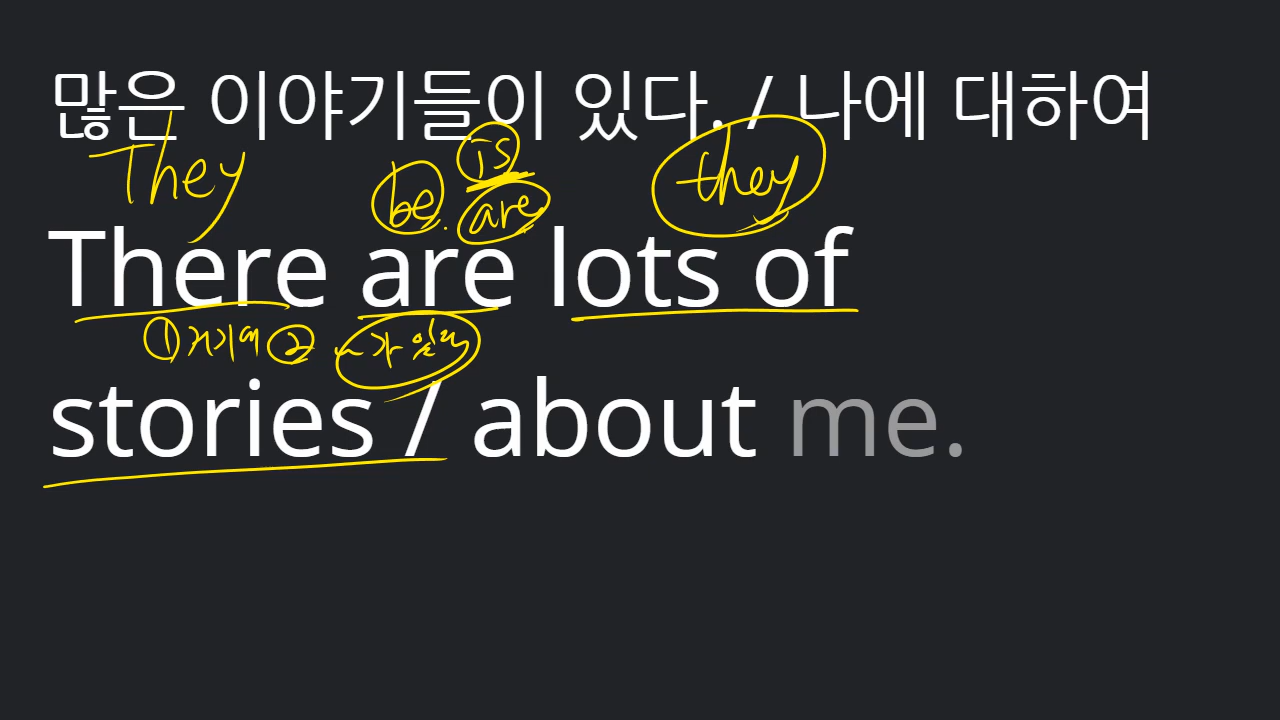 많은 이야기들이 있다. / 나에 대하여
is
They be. are they
There are lots of
① 거기에 ② ~가 있다
stories / about me.